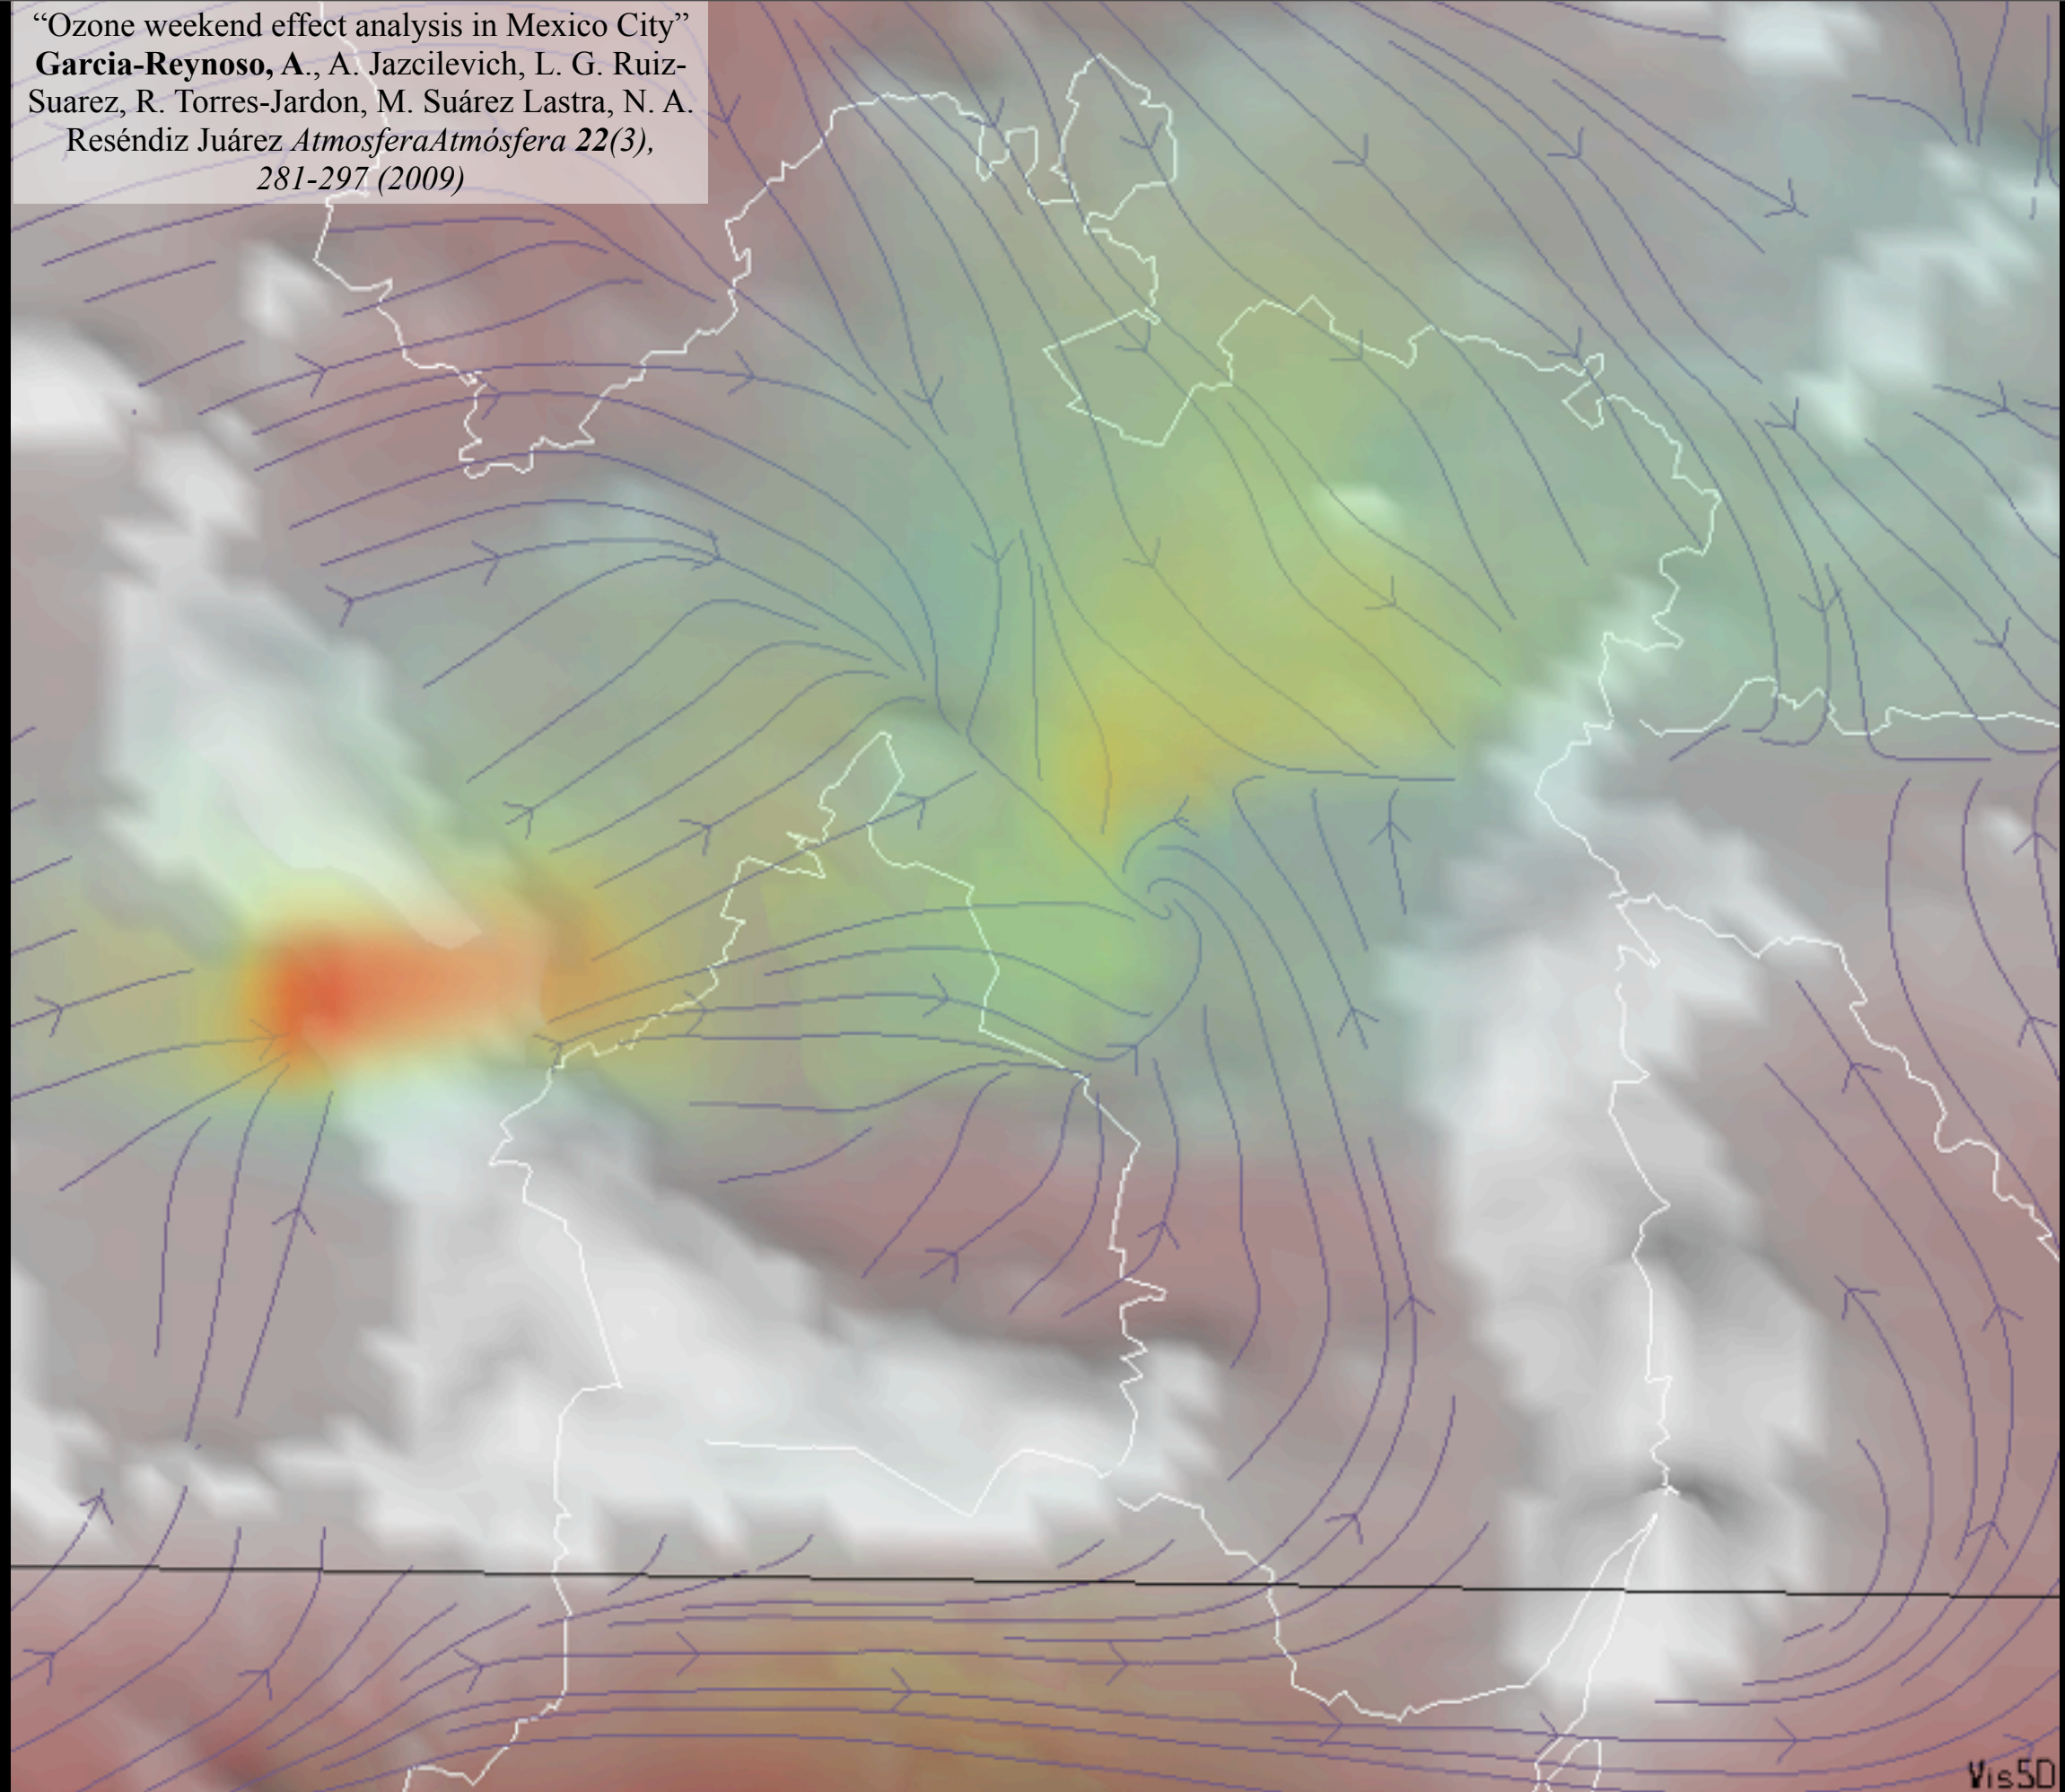 “Ozone weekend effect analysis in Mexico City”
Garcia-Reynoso, A., A. Jazcilevich, L. G. Ruiz-
Suarez, R. Torres-Jardon, M. Suárez Lastra, N. A.
Reséndiz Juárez AtmosferaAtmósfera 22(3),
281-297 (2009)
Vis5D